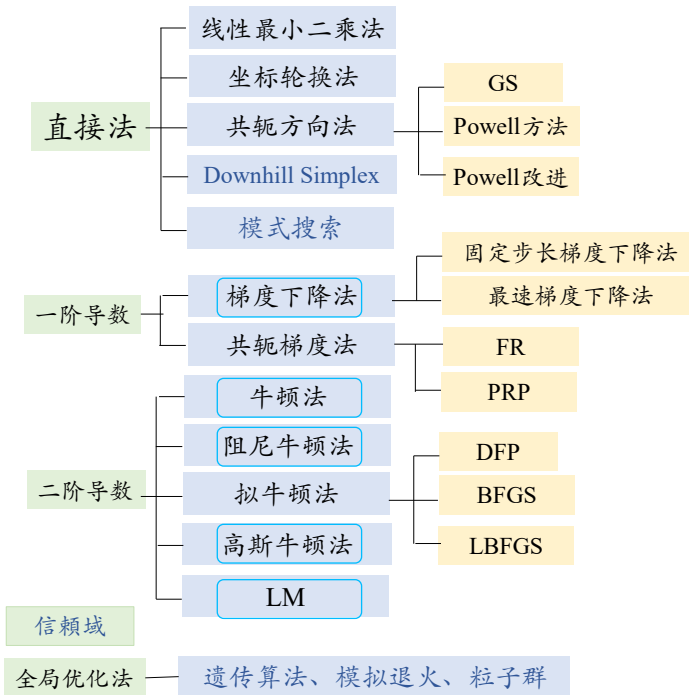 直接法
线性最小二乘法
坐标轮换法
共轭方向法
GS
Powell方法
Powell改进
Downhill Simplex
模式搜索
一阶导数
梯度下降法
固定步长梯度下降法
最速梯度下降法
共轭梯度法
FR
PRP
二阶导数
牛顿法
阻尼牛顿法
拟牛顿法
DFP
BFGS
LBFGS
高斯牛顿法
LM
信頼域
全局优化法
遗传算法、模拟退火、粒子群